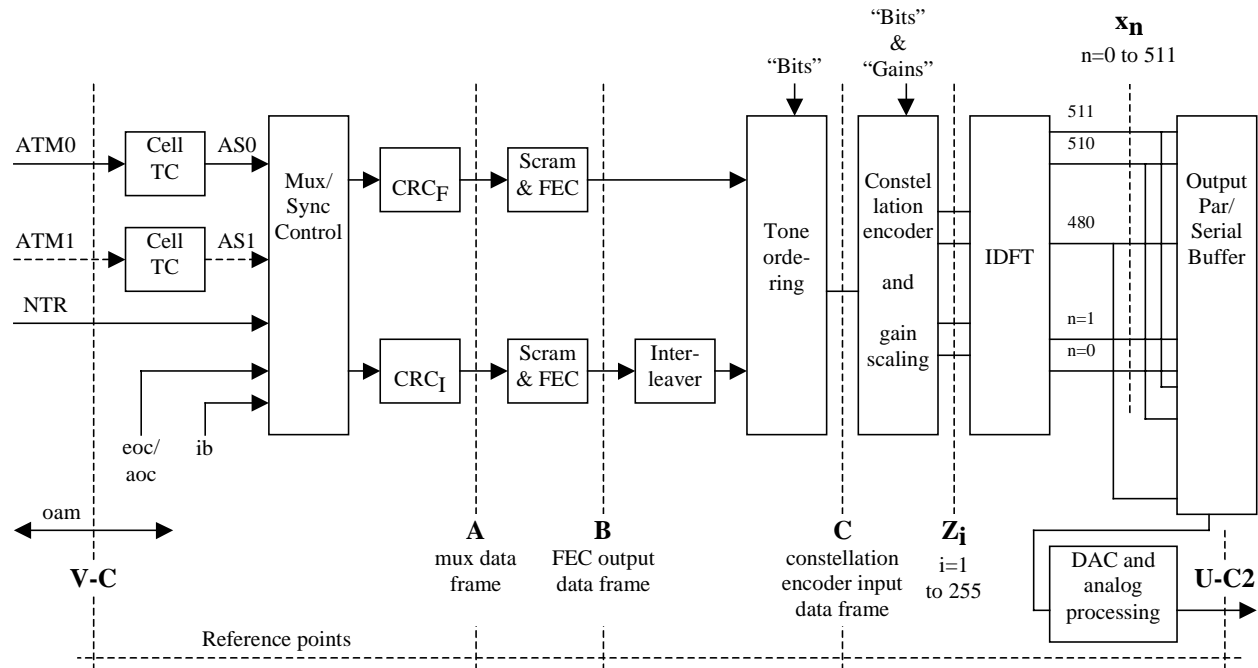 “Bits”
“Bits”
&
“Gains”
xn
n=0 to 511
ATM0
Cell
TC
AS0
ATM1
Cell
TC
AS1
NTR
eoc/
aoc
ib
oam
Mux/
Sync
Control
CRCF
CRCI
Scram
& FEC
Scram
& FEC
Inter-
leaver
Tone
orde-
ring
Constel
lation
encoder
and
gain
scaling
IDFT
511
510
480
n=1
n=0
Output
Par/
Serial
Buffer
DAC and
analog
processing
V-C
A
mux data
frame
B
FEC output
data frame
C
constellation
encoder input
data frame
Zi
i=1
to 255
U-C2
Reference points